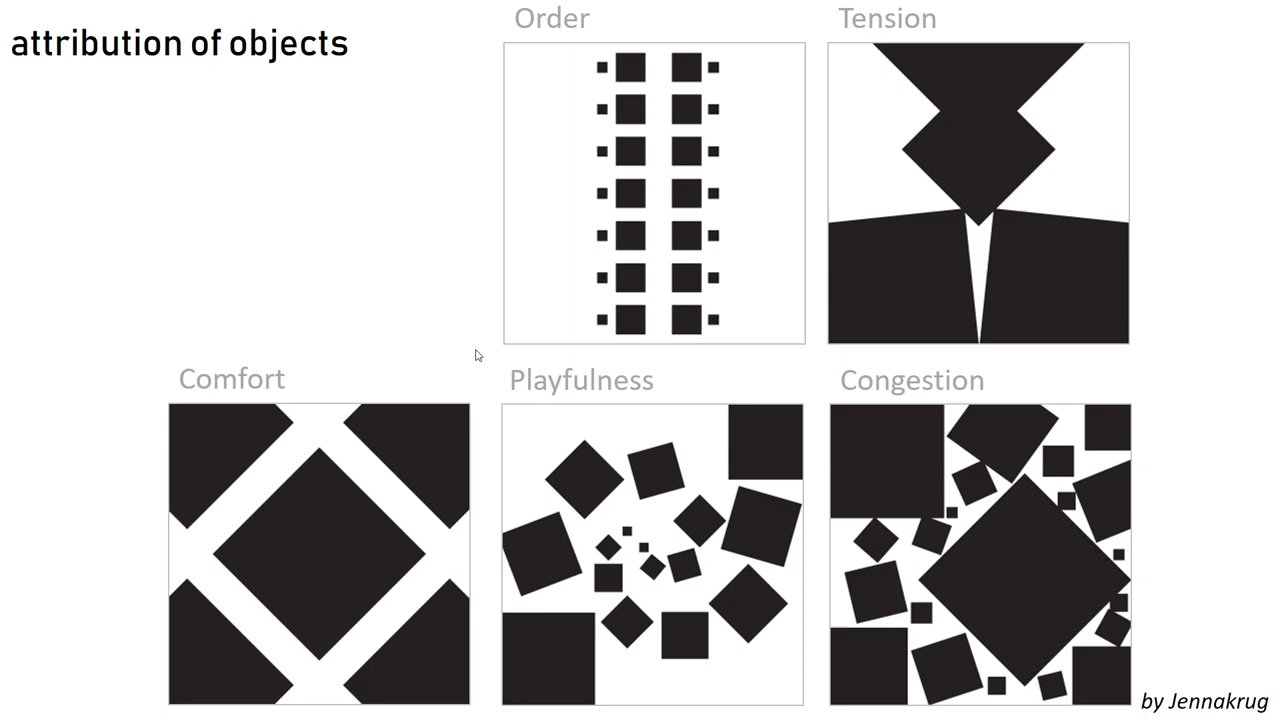 attribution of objects
Order
Tension
Comfort
Playfulness
Congestion
by Jennakrug